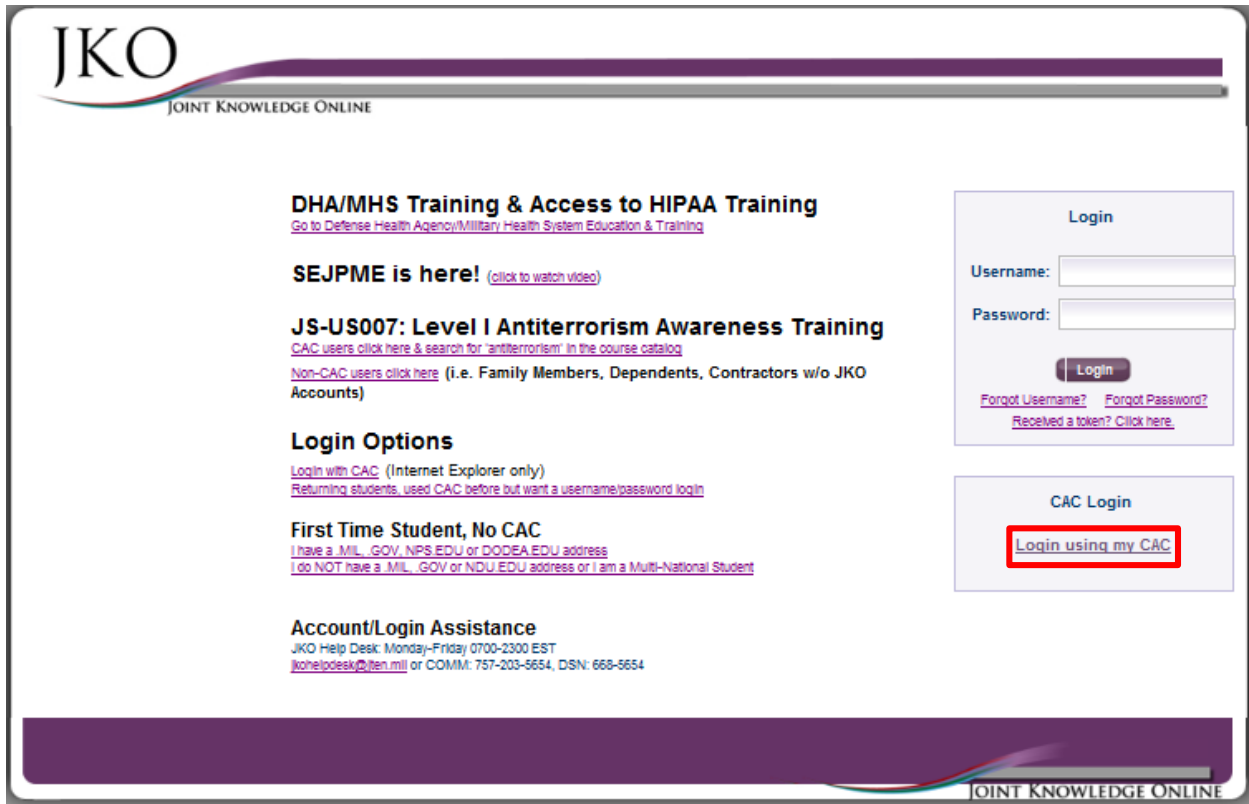 JKO
JOINT KNOWLEDGE ONLINE
DHA/MHS Training & Access to HIPAA Training
Go to Defense Health Agency/Military Health System Education & Training
SEJPME is here! (click to watch video)
JS-US007: Level I Antiterrorism Awareness Training
CAC users click here & search for 'antiterrorism' in the course catalog
Non-CAC users click here (i.e. Family Members, Dependents, Contractors w/o JKO
Accounts)
Login Options
Login with CAC (Internet Explorer only)
Returning students, used CAC before but want a username/password login
First Time Student, No CAC
I have a .MIL, .GOV, NPS.EDU or DODEA.EDU address
I do NOT have a .MIL, .GOV or NDU.EDU address or I am a Multi-National Student
Account/Login Assistance
JKO Help Desk: Monday-Friday 0700-2300 EST
jkohelpdesk@jten.mil or COMM: 757-203-5654, DSN: 668-5654
Login
Username:
Password:
Login
Forgot Username? Forgot Password?
Received a token? Click here.
CAC Login
Login using my CAC
JOINT KNOWLEDGE ONLINE